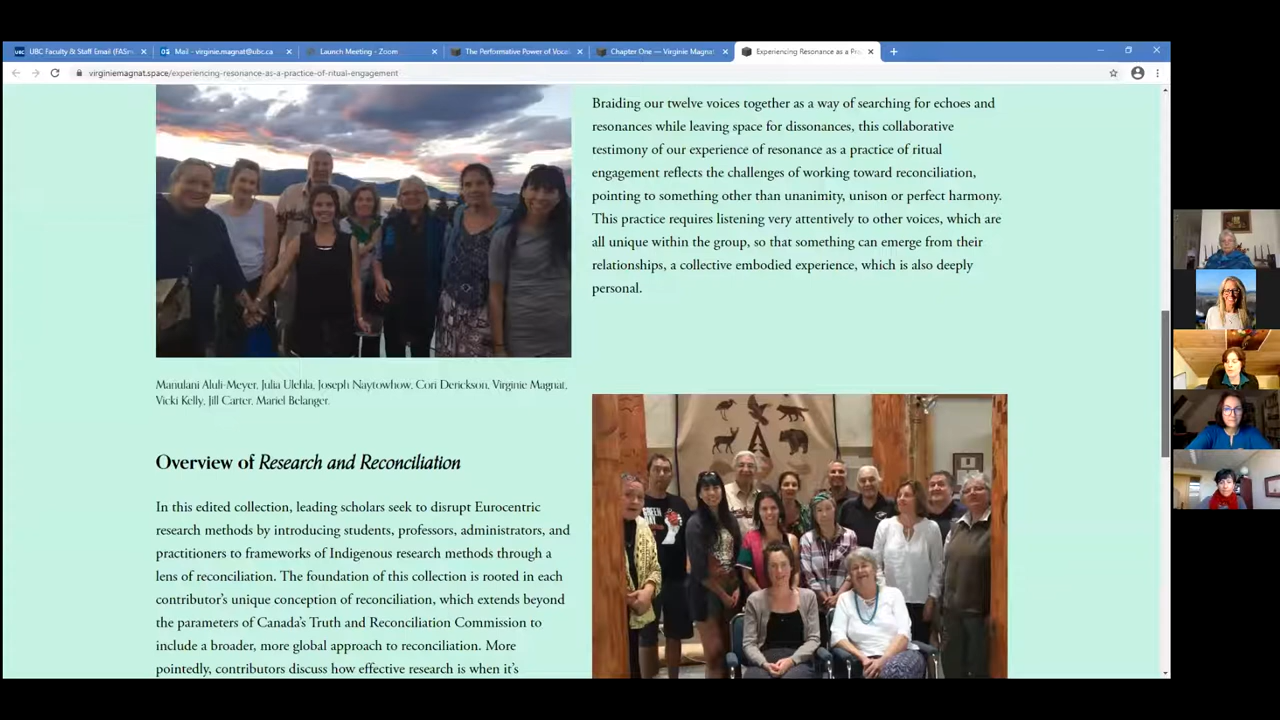 UBC Faculty & Staff Email (FASm
Mail - virginie.magnat@ubc.ca
Launch Meeting - Zoom
The Performative Power of Vocal
Chapter One — Virginie Magnat
Experiencing Resonance as a Pra
virginiemagnat.space/experiencing-resonance-as-a-practice-of-ritual-engagement
Manulani Aluli-Meyer, Julia Ulehla, Joseph Naytowhow, Cori Derickson, Virginie Magnat,
Vicki Kelly, Jill Carter, Mariel Belanger.
Overview of Research and Reconciliation
In this edited collection, leading scholars seek to disrupt Eurocentric
research methods by introducing students, professors, administrators, and
practitioners to frameworks of Indigenous research methods through a
lens of reconciliation. The foundation of this collection is rooted in each
contributor's unique conception of reconciliation, which extends beyond
the parameters of Canada's Truth and Reconciliation Commission to
include a broader, more global approach to reconciliation. More
pointedly, contributors discuss how effective research is when it's
Braiding our twelve voices together as a way of searching for echoes and
resonances while leaving space for dissonances, this collaborative
testimony of our experience of resonance as a practice of ritual
engagement reflects the challenges of working toward reconciliation,
pointing to something other than unanimity, unison or perfect harmony.
This practice requires listening very attentively to other voices, which are
all unique within the group, so that something can emerge from their
relationships, a collective embodied experience, which is also deeply
personal.
GREEN DAY